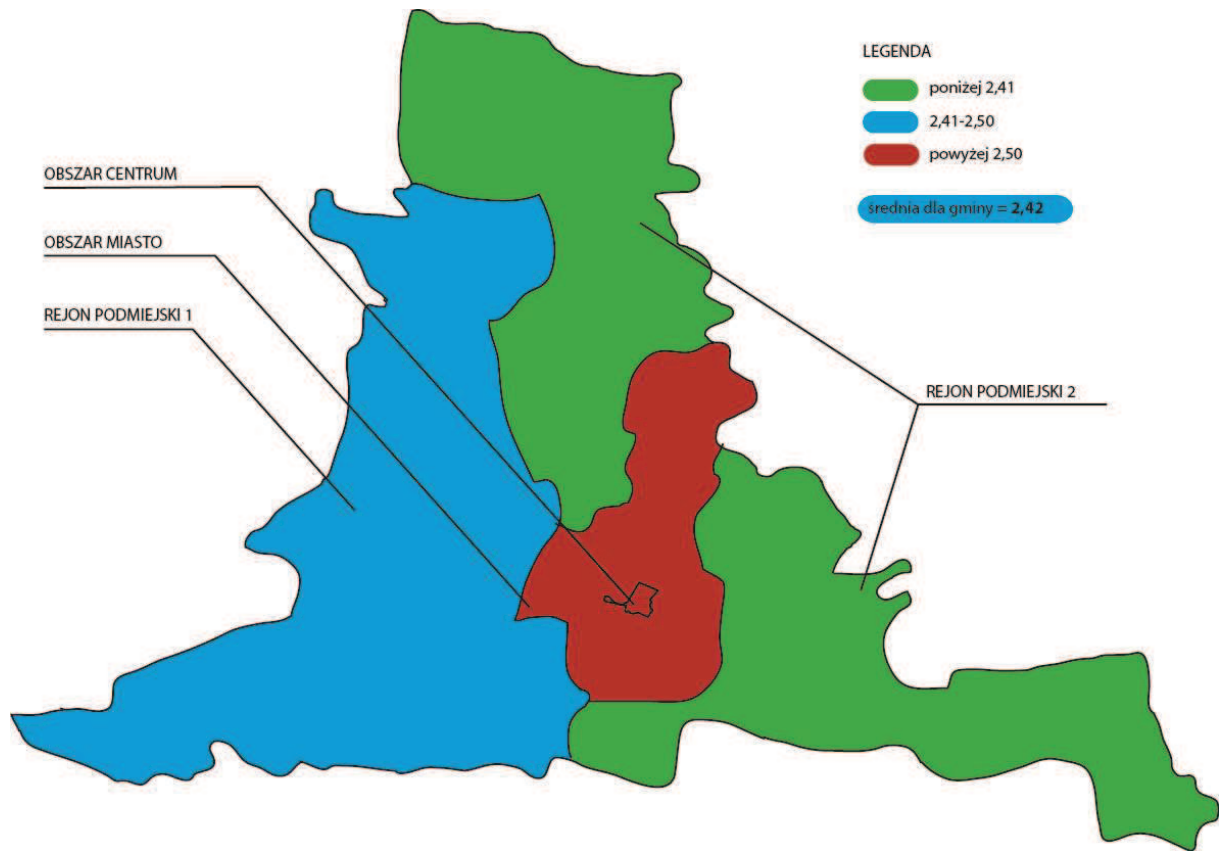 LEGENDA
poniżej 2,41
2,41-2,50
powyżej 2,50
średnia dla gminy = 2,42
OBSZAR CENTRUM
OBSZAR MIASTO
REJON PODMIEJSKI 1
REJON PODMIEJSKI 2